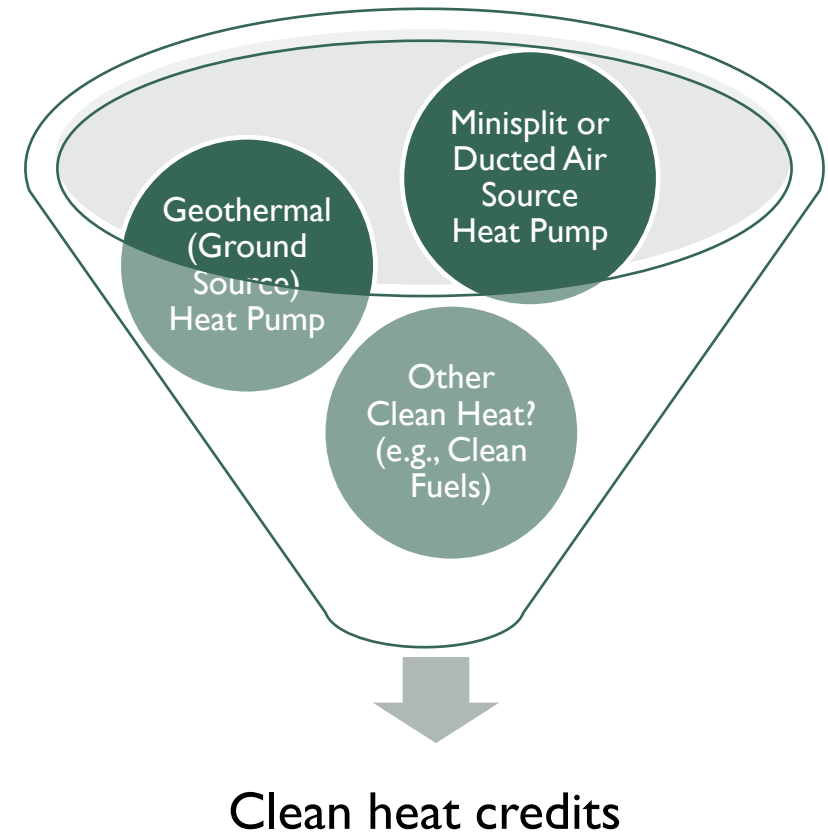 Minisplit or
Ducted Air
Source
Heat Pump
Geothermal
(Ground
Source)
Heat Pump
Other
Clean Heat?
(e.g., Clean
Fuels)
Clean heat credits